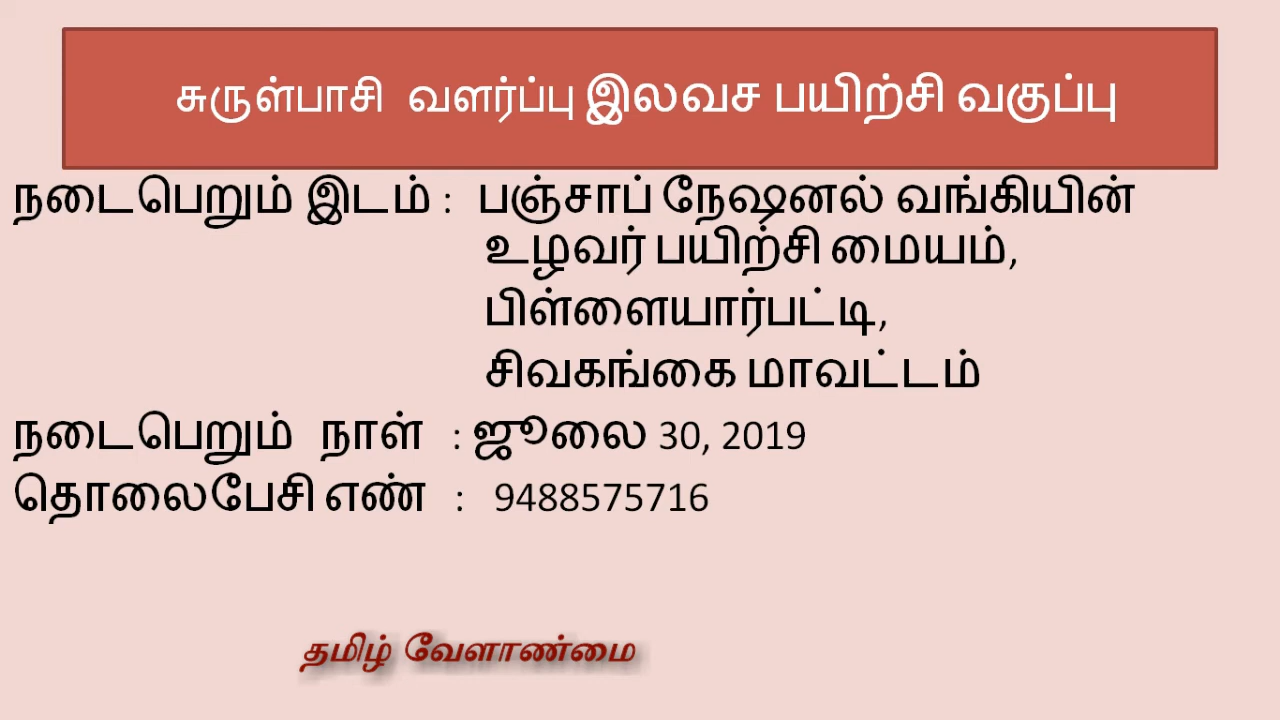 சுருள்பாசி வளர்ப்பு இலவச பயிற்சி வகுப்பு
நடைபெறும் இடம் : பஞ்சாப் நேஷனல் வங்கியின்
உழவர் பயிற்சி மையம்,
பிள்ளையார்பட்டி,
சிவகங்கை மாவட்டம்
நடைபெறும் நாள் : ஜூலை 30, 2019
தொலைபேசி எண் : 9488575716
தமிழ் வேளாண்மை